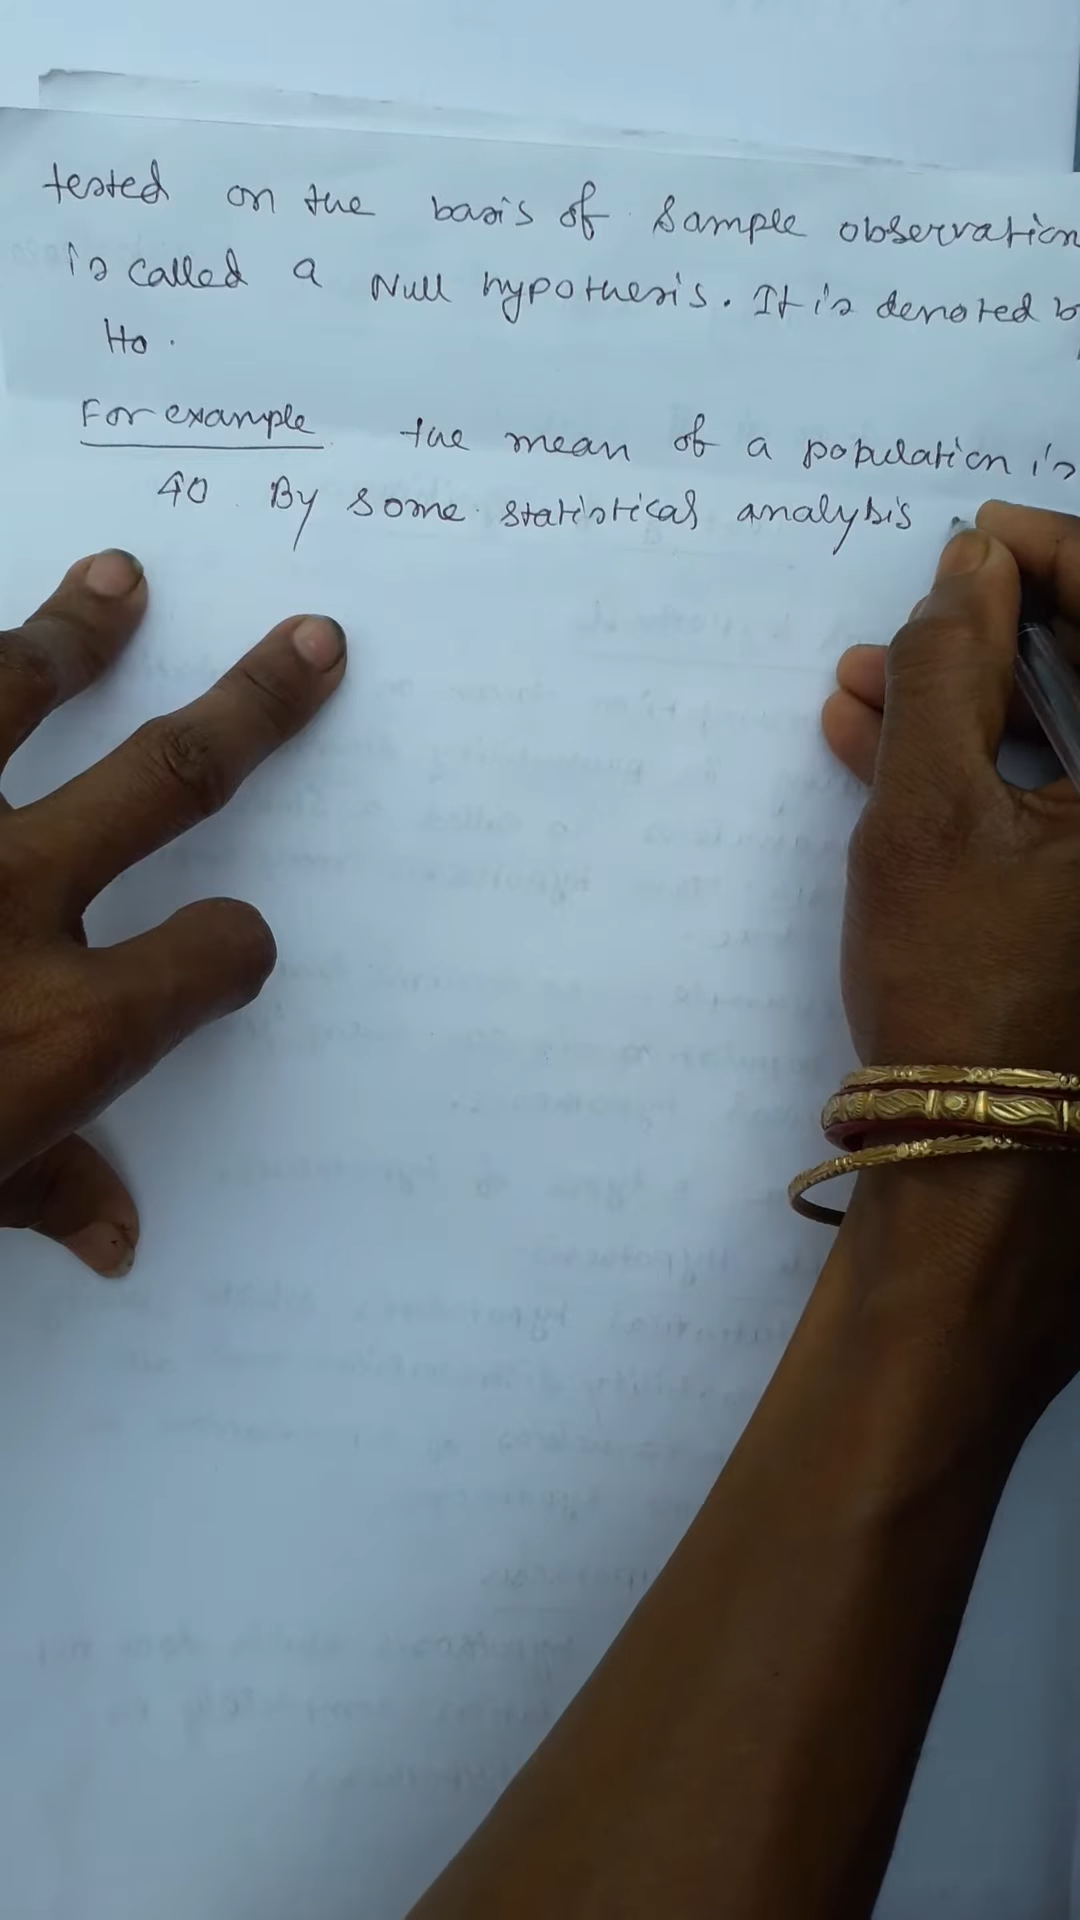 tested on the basis of sample observation
is called a Null hypothesis. It is denoted b
Ho.
For example the mean of a population is
40 By some statistical analysis